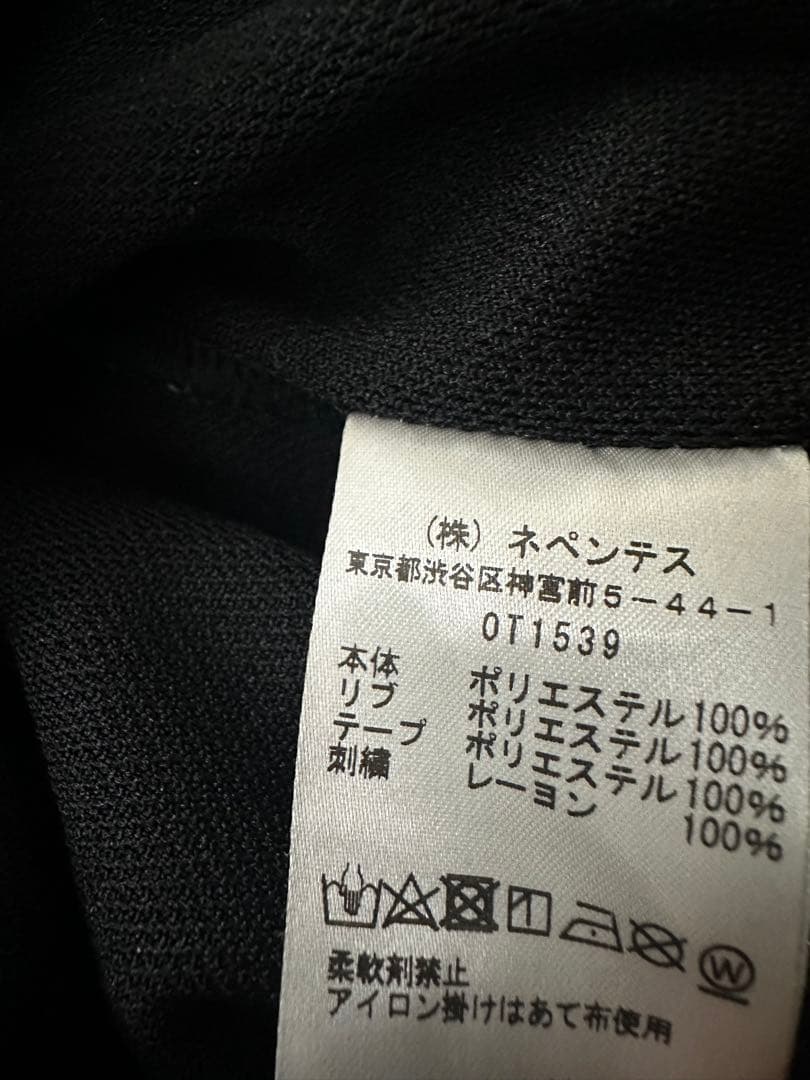 (株) ネペンテス
東京都渋谷区神宮前5-44-1
OT1539
本体 ポリエステル100%
リブ ポリエステル100%
テープ ポリエステル100%
刺繍 レーヨン 100%
W
柔軟剤禁止
アイロン掛けはあて布使用